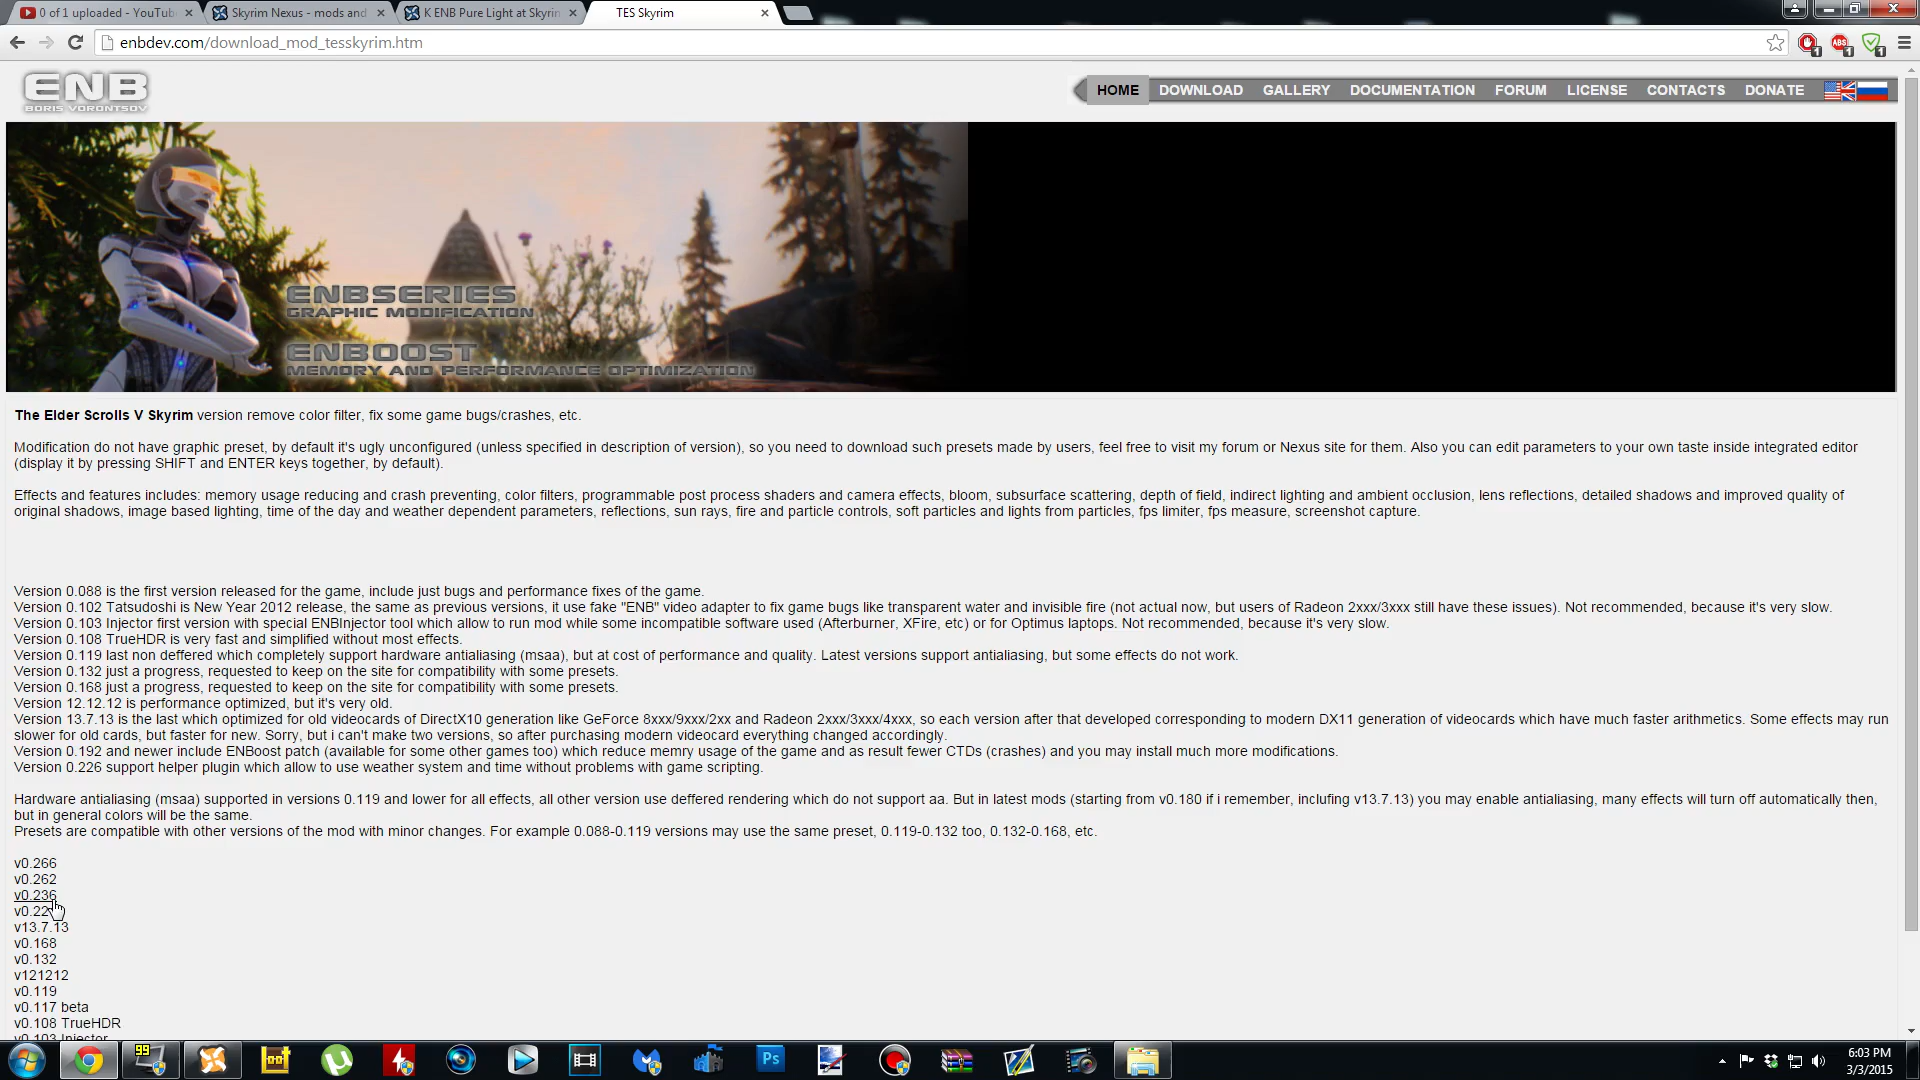 0 of 1 uploaded - YouTub
Skyrim Nexus - mods and
K ENB Pure Light at Skyrim
TES Skyrim
enbdev.com/download_mod_tesskyrim.htm
ENB
BORIS VORONTSOV
HOME DOWNLOAD GALLERY DOCUMENTATION FORUM LICENSE CONTACTS DONATE
ENBSERIES
GRAPHIC MODIFICATION
ENBOOST
MEMORY AND PERFORMANCE OPTIMIZATION
The Elder Scrolls V Skyrim version remove color filter, fix some game bugs/crashes, etc.
Modification do not have graphic preset, by default it's ugly unconfigured (unless specified in description of version), so you need to download such presets made by users, feel free to visit my forum or Nexus site for them. Also you can edit parameters to your own taste inside integrated editor
(display it by pressing SHIFT and ENTER keys together, by default).
Effects and features includes: memory usage reducing and crash preventing, color filters, programmable post process shaders and camera effects, bloom, subsurface scattering, depth of field, indirect lighting and ambient occlusion, lens reflections, detailed shadows and improved quality of
original shadows, image based lighting, time of the day and weather dependent parameters, reflections, sun rays, fire and particle controls, soft particles and lights from particles, fps limiter, fps measure, screenshot capture.
Version 0.088 is the first version released for the game, include just bugs and performance fixes of the game.
Version 0.102 Tatsudoshi is New Year 2012 release, the same as previous versions, it use fake "ENB" video adapter to fix game bugs like transparent water and invisible fire (not actual now, but users of Radeon 2xxx/3xxx still have these issues). Not recommended, because it's very slow.
Version 0.103 Injector first version with special ENBInjector tool which allow to run mod while some incompatible software used (Afterburner, XFire, etc) or for Optimus laptops. Not recommended, because it's very slow.
Version 0.108 TrueHDR is very fast and simplified without most effects.
Version 0.119 last non deffered which completely support hardware antialiasing (msaa), but at cost of performance and quality. Latest versions support antialiasing, but some effects do not work.
Version 0.132 just a progress, requested to keep on the site for compatibility with some presets.
Version 0.168 just a progress, requested to keep on the site for compatibility with some presets.
Version 12.12.12 is performance optimized, but it's very old.
Version 13.7.13 is the last which optimized for old videocards of DirectX10 generation like GeForce 8xxx/9xxx/2xx and Radeon 2xxx/3xxx/4xxx, so each version after that developed corresponding to modern DX11 generation of videocards which have much faster arithmetics. Some effects may run
slower for old cards, but faster for new. Sorry, but i can't make two versions, so after purchasing modern videocard everything changed accordingly.
Version 0.192 and newer include ENBoost patch (available for some other games too) which reduce memry usage of the game and as result fewer CTDs (crashes) and you may install much more modifications.
Version 0.226 support helper plugin which allow to use weather system and time without problems with game scripting.
Hardware antialiasing (msaa) supported in versions 0.119 and lower for all effects, all other version use deffered rendering which do not support aa. But in latest mods (starting from v0.180 if i remember, inclufing v13.7.13) you may enable antialiasing, many effects will turn off automatically then,
but in general colors will be the same.
Presets are compatible with other versions of the mod with minor changes. For example 0.088-0.119 versions may use the same preset, 0.119-0.132 too, 0.132-0.168, etc.
v0.266
v0.262
v0.236
v0.22
v13.7.13
v0.168
v0.132
v121212
v0.119
v0.117 beta
v0.108 TrueHDR
v0.103 Injector
99
Ps
6:03 PM
3/3/2015